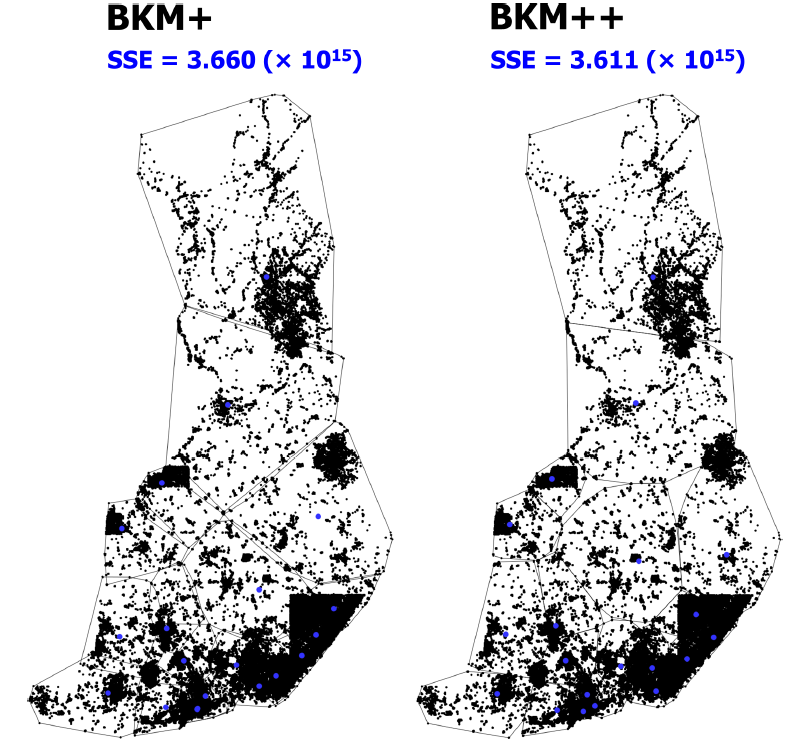 BKM+
SSE = 3.660 (× 10¹⁵)
BKM++
SSE = 3.611 (× 10¹⁵)